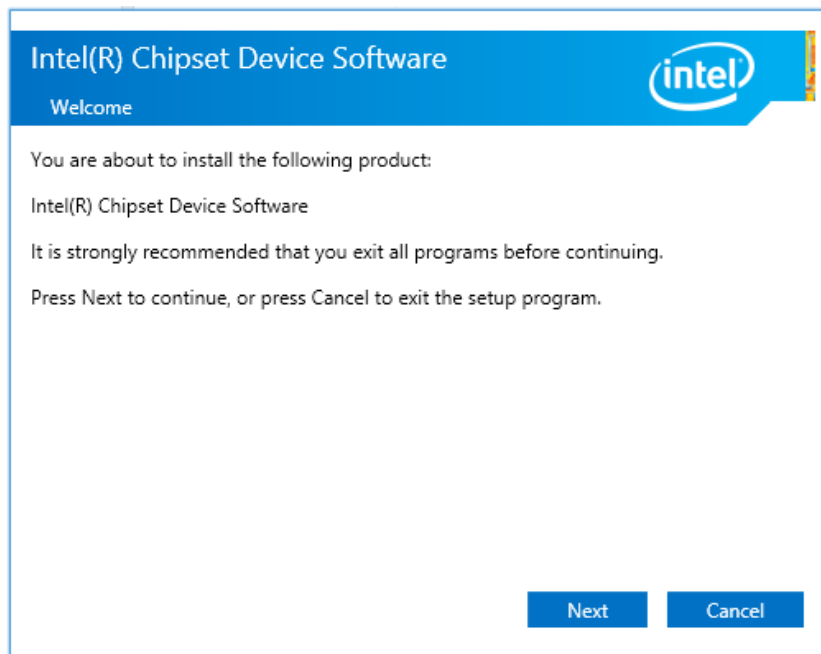 Intel(R) Chipset Device Software
intel
Welcome
You are about to install the following product:
Intel(R) Chipset Device Software
It is strongly recommended that you exit all programs before continuing.
Press Next to continue, or press Cancel to exit the setup program.
Next
Cancel